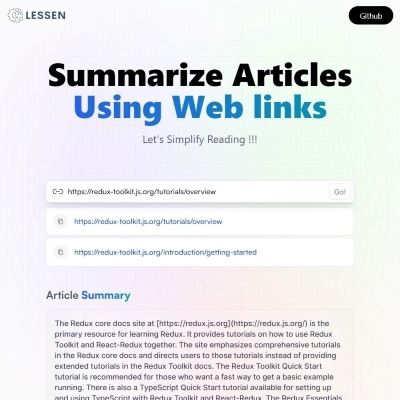 LESSEN
Github
Summarize Articles
Using Web links
Let's Simplify Reading !!!
https://redux-toolkit.js.org/tutorials/overview
Go!
https://redux-toolkit.js.org/tutorials/overview
https://redux-toolkit.js.org/introduction/getting-started
Article Summary
The Redux core docs site at [https://redux.js.org](https://redux.js.org/) is the
primary resource for learning Redux. It provides tutorials on how to use Redux
Toolkit and React-Redux together. The site emphasizes comprehensive tutorials
in the Redux core docs and directs users to those tutorials instead of providing
extended tutorials in the Redux Toolkit docs. The Redux Toolkit Quick Start
tutorial is recommended for those who want a fast way to get a basic example
running. There is also a TypeScript Quick Start tutorial available for setting up
and using TypeScript with Redux Toolkit and React-Redux. The Redux Essentials